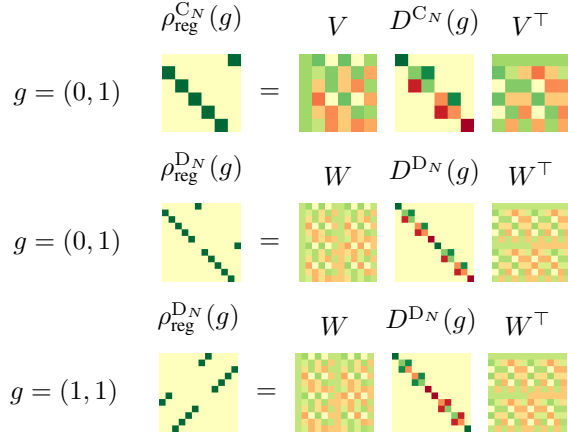 ρ_reg^{C_N}(g) V D^{C_N}(g) V^⊤
g = (0, 1) =
ρ_reg^{D_N}(g) W D^{D_N}(g) W^⊤
g = (0, 1) =
ρ_reg^{D_N}(g) W D^{D_N}(g) W^⊤
g = (1, 1) =